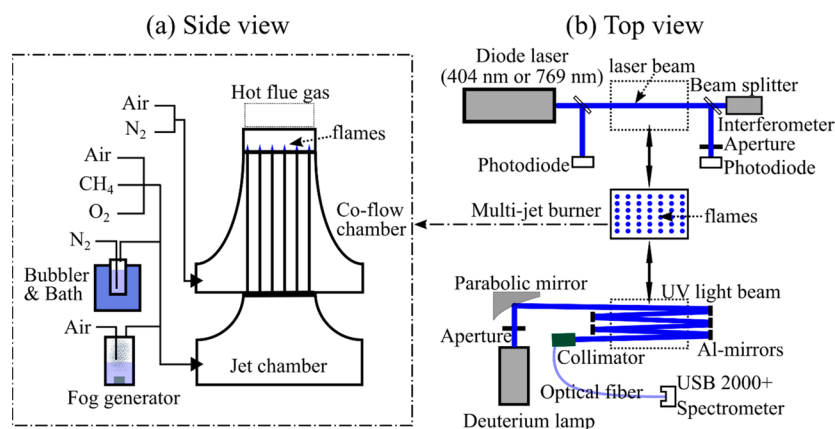 (a) Side view
Hot flue gas
Air
N2
flames
Air
CH4
O2
Co-flow
chamber
N2
Bubbler
& Bath
Air
Jet chamber
Fog generator
(b) Top view
Diode laser
(404 nm or 769 nm)
laser beam
Beam splitter
Interferometer
Aperture
Photodiode
Photodiode
Multi-jet burner
flames
Parabolic mirror
UV light beam
Aperture
Collimator
Al-mirrors
Optical fiber
USB 2000+
Spectrometer
Deuterium lamp